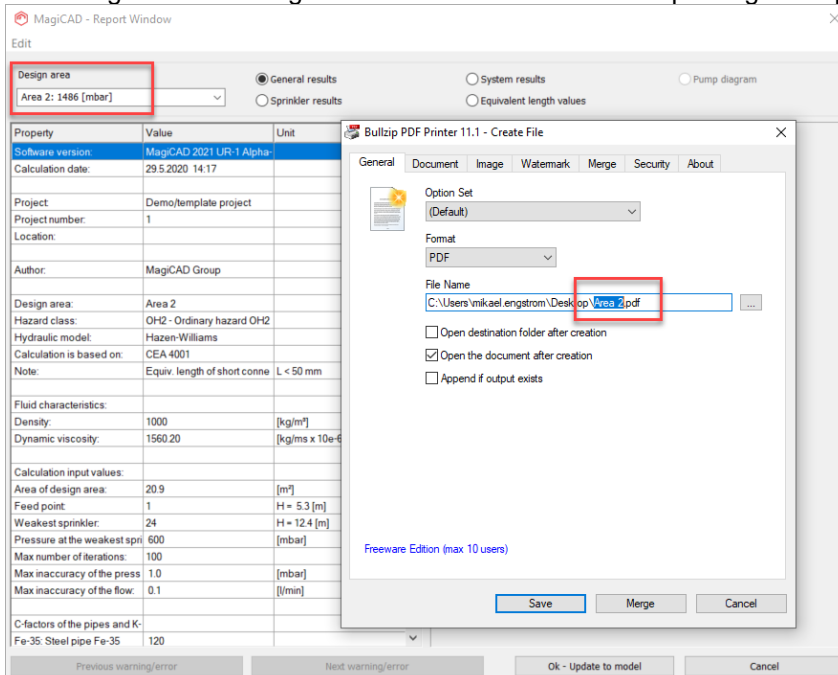 MagiCAD - Report Window
Edit
Design area
Area 2: 1486 [mbar]
General results
Sprinkler results
System results
Equivalent length values
Pump diagram
Property Value Unit
Software version: MagiCAD 2021 UR-1 Alpha-
Calculation date: 29.5.2020 14:17
Project: Demo/template project
Project number: 1
Location:
Author: MagiCAD Group
Design area: Area 2
Hazard class: OH2 - Ordinary hazard OH2
Hydraulic model: Hazen-Williams
Calculation is based on: CEA 4001
Note: Equiv. length of short conne L < 50 mm
Fluid characteristics:
Density: 1000 [kg/m³]
Dynamic viscosity: 1560.20 [kg/ms x 10e-6
Calculation input values:
Area of design area: 20.9 [m²]
Feed point: 1 H = 5.3 [m]
Weakest sprinkler: 24 H = 12.4 [m]
Pressure at the weakest spri 600 [mbar]
Max number of iterations: 100
Max inaccuracy of the press 1.0 [mbar]
Max inaccuracy of the flow: 0.1 [l/min]
C-factors of the pipes and K-
Fe-35: Steel pipe Fe-35 120
Previous warning/error
Next warning/error
Ok - Update to model
Cancel
Bullzip PDF Printer 11.1 - Create File
General Document Image Watermark Merge Security About
Option Set
(Default)
Format
PDF
File Name
C:\Users\mikael.engstrom\Desktop\Area 2.pdf
...
Open destination folder after creation
Open the document after creation
Append if output exists
Freeware Edition (max 10 users)
Save
Merge
Cancel